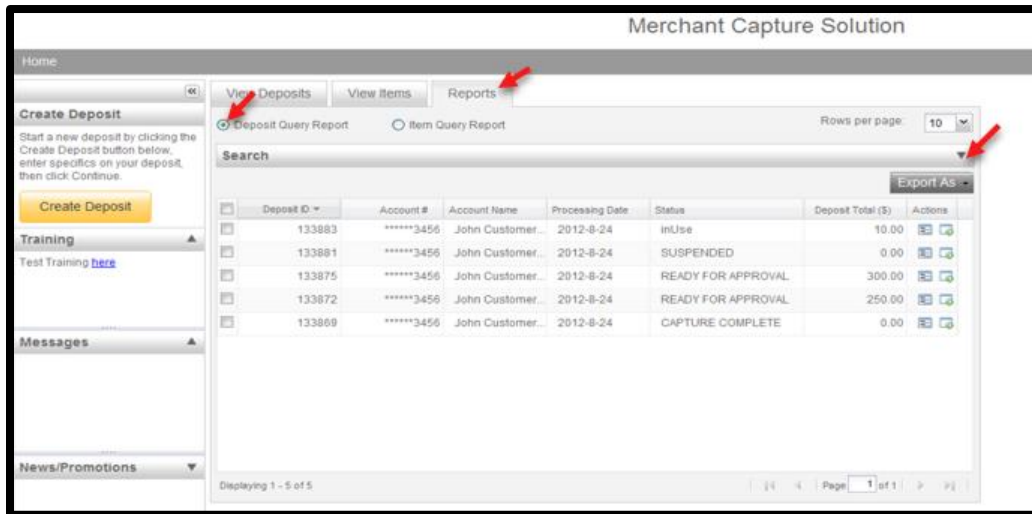 Merchant Capture Solution
Home
Create Deposit
Start a new deposit by clicking the
Create Deposit button below,
enter specifics on your deposit,
then click Continue.
Create Deposit
Training
Test Training here
Messages
News/Promotions
View Deposits View Items Reports
Deposit Query Report Item Query Report Rows per page: 10
Search
Export As
Deposit ID Account # Account Name Processing Date Status Deposit Total ($) Actions
133883 ******3456 John Customer... 2012-8-24 inUse 10.00
133881 ******3456 John Customer... 2012-8-24 SUSPENDED 0.00
133875 ******3456 John Customer... 2012-8-24 READY FOR APPROVAL 300.00
133872 ******3456 John Customer... 2012-8-24 READY FOR APPROVAL 250.00
133869 ******3456 John Customer... 2012-8-24 CAPTURE COMPLETE 0.00
Displaying 1 - 5 of 5 Page 1 of 1